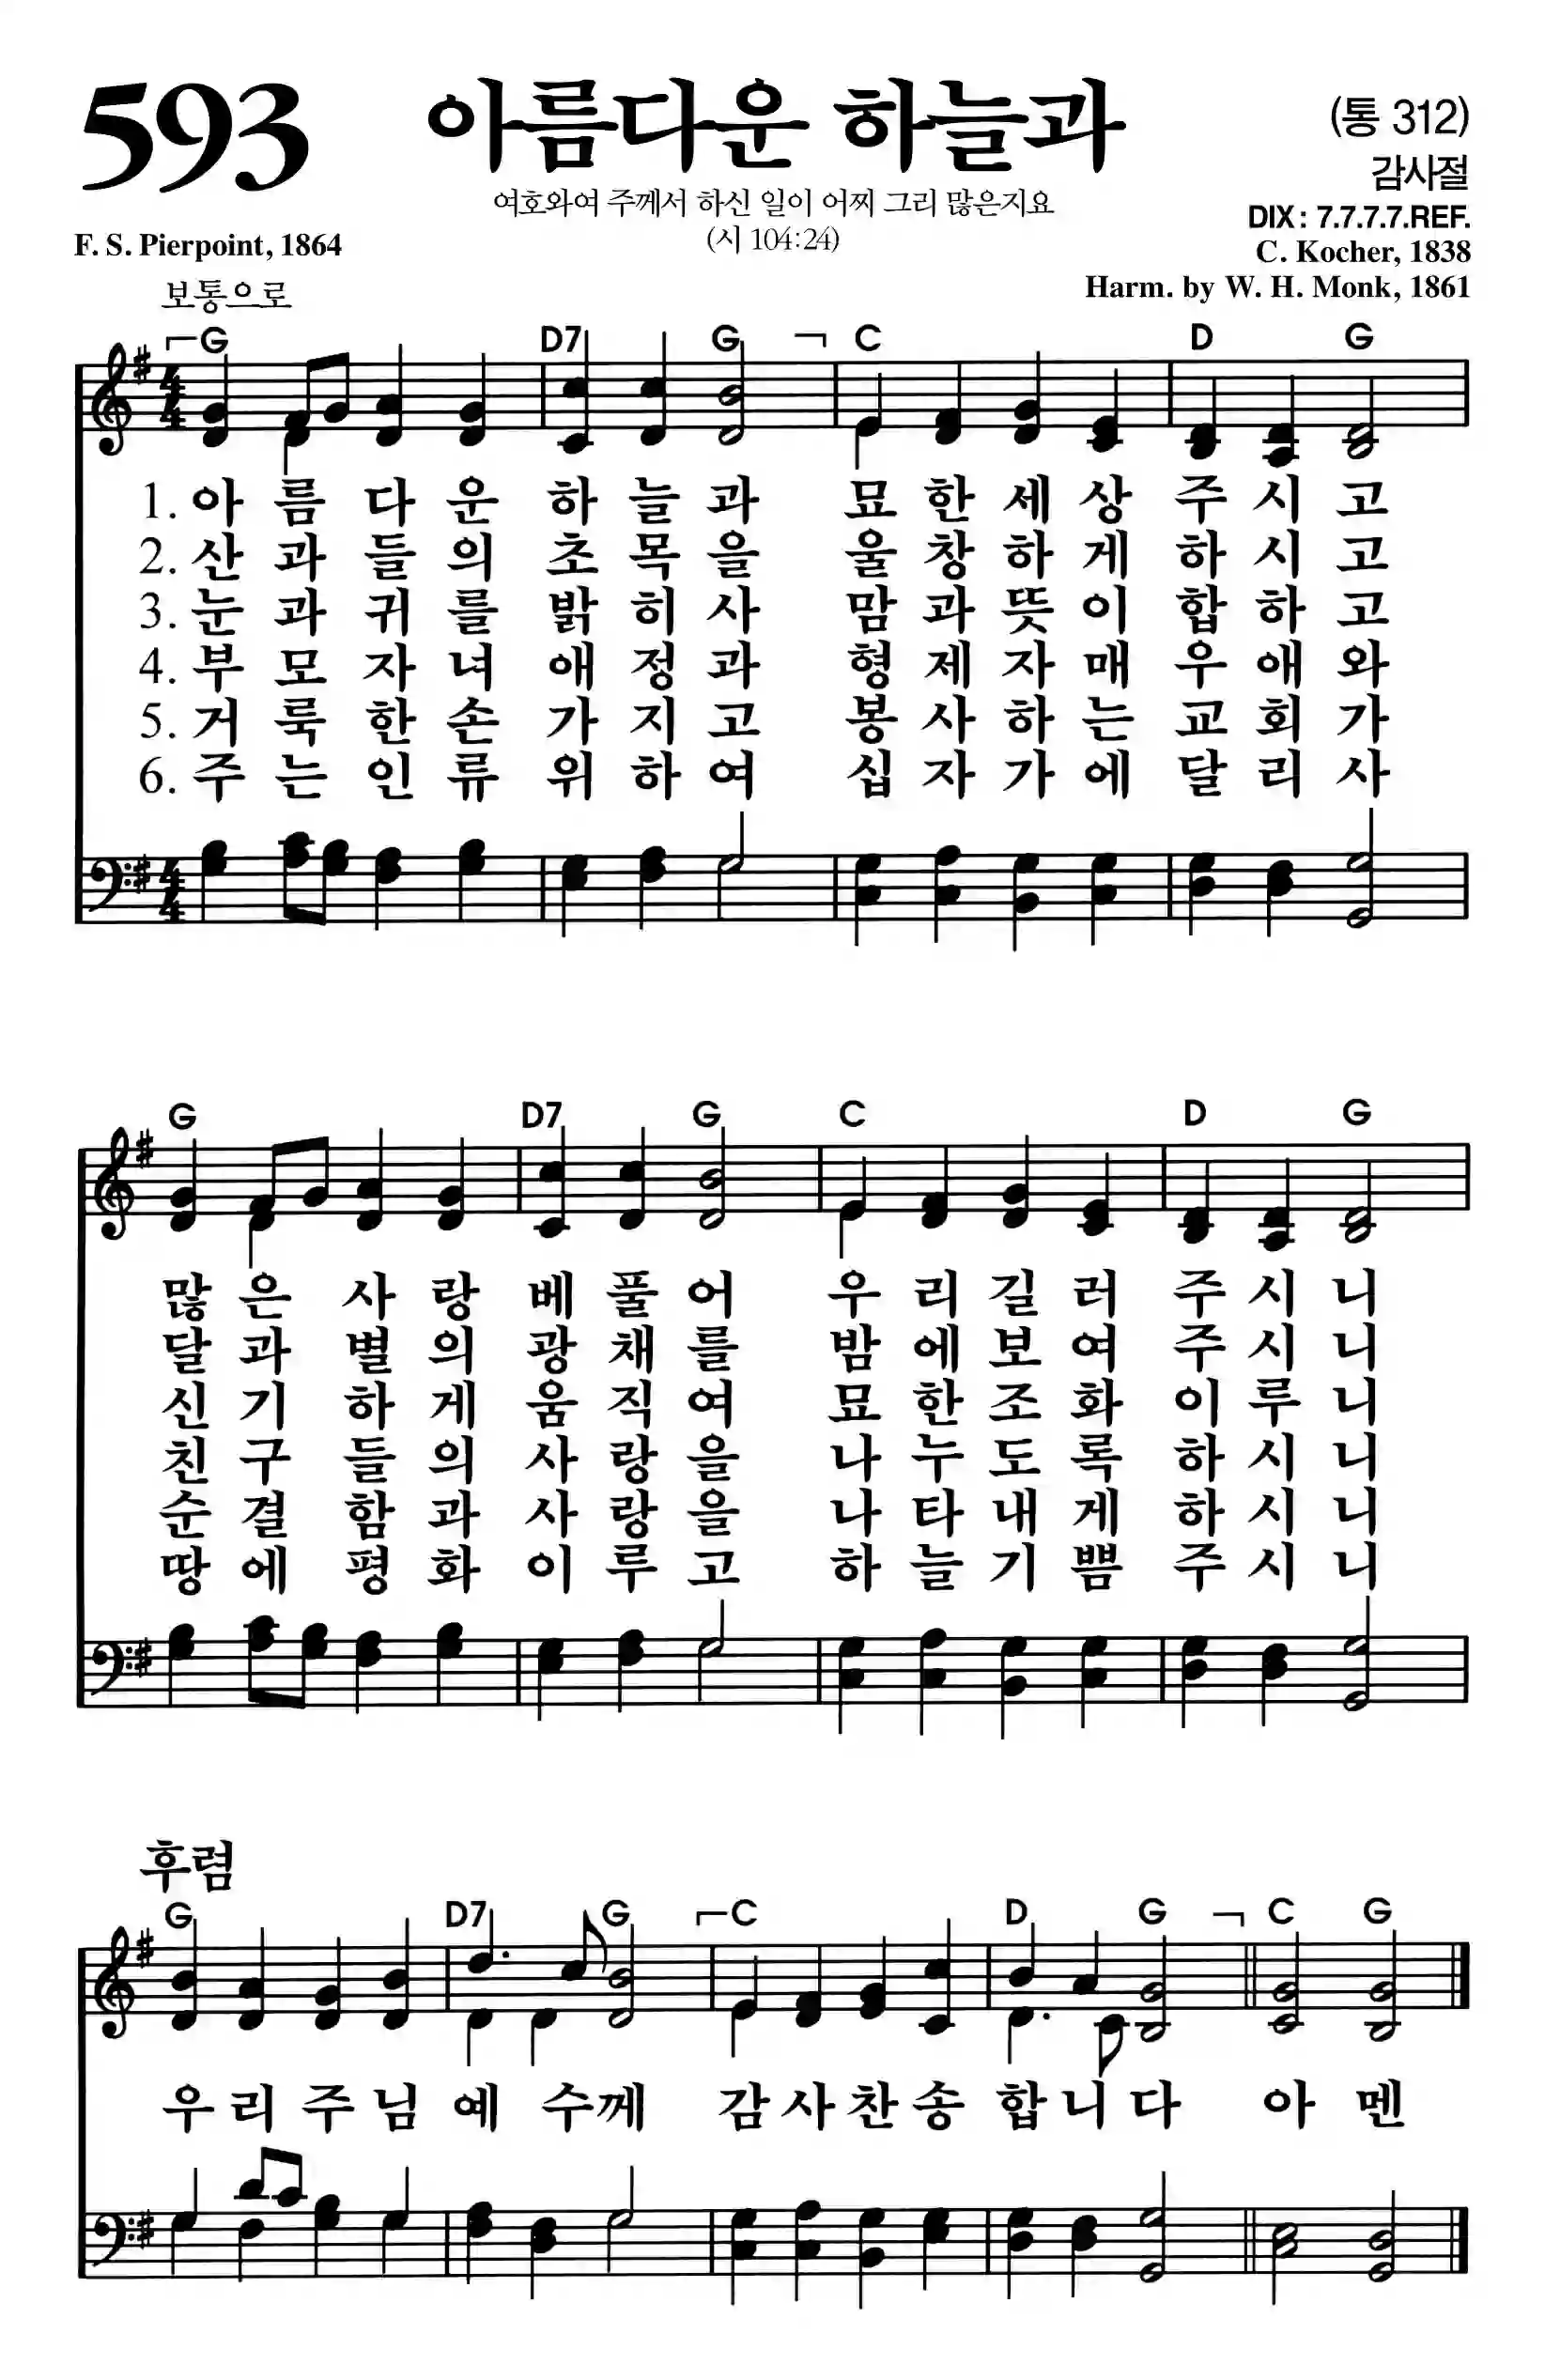 593 아름다운 하늘과 (통 312)
감사절
여호와여 주께서 하신 일이 어찌 그리 많은지요
(시 104:24)
DIX : 7.7.7.7.REF.
F. S. Pierpoint, 1864
C. Kocher, 1838
Harm. by W. H. Monk, 1861
보통으로
G D7 G C D G
1. 아름다운 하늘과 묘한세상 주시고
2. 산과들의 초목을 울창하게 하시고
3. 눈과귀를 밝히사 맘과뜻이 합하고
4. 부모자녀 애정과 형제자매 우애와
5. 거룩한손 가지고 봉사하는 교회가
6. 주는인류 위하여 십자가에 달리사
G D7 G C D G
많은사랑 베풀어 우리길러 주시니
달과별의 광채를 밤에보여 주시니
신기하게 움직여 묘한조화 이루니
친구들의 사랑을 나누도록 하시니
순결함과 사랑을 나타내게 하시니
땅에평화 이루고 하늘기쁨 주시니
후렴
G D7 G C D G C G
우리주님 예수께 감사찬송 합니다 아멘